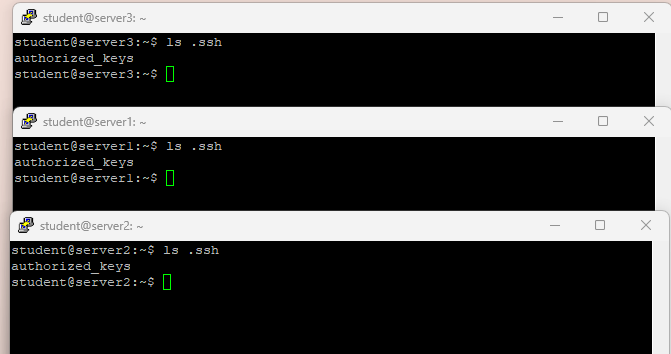 student@server3: ~
student@server3:~$ ls .ssh
authorized_keys
student@server3:~$
student@server1: ~
student@server1:~$ ls .ssh
authorized_keys
student@server1:~$
student@server2: ~
student@server2:~$ ls .ssh
authorized_keys
student@server2:~$